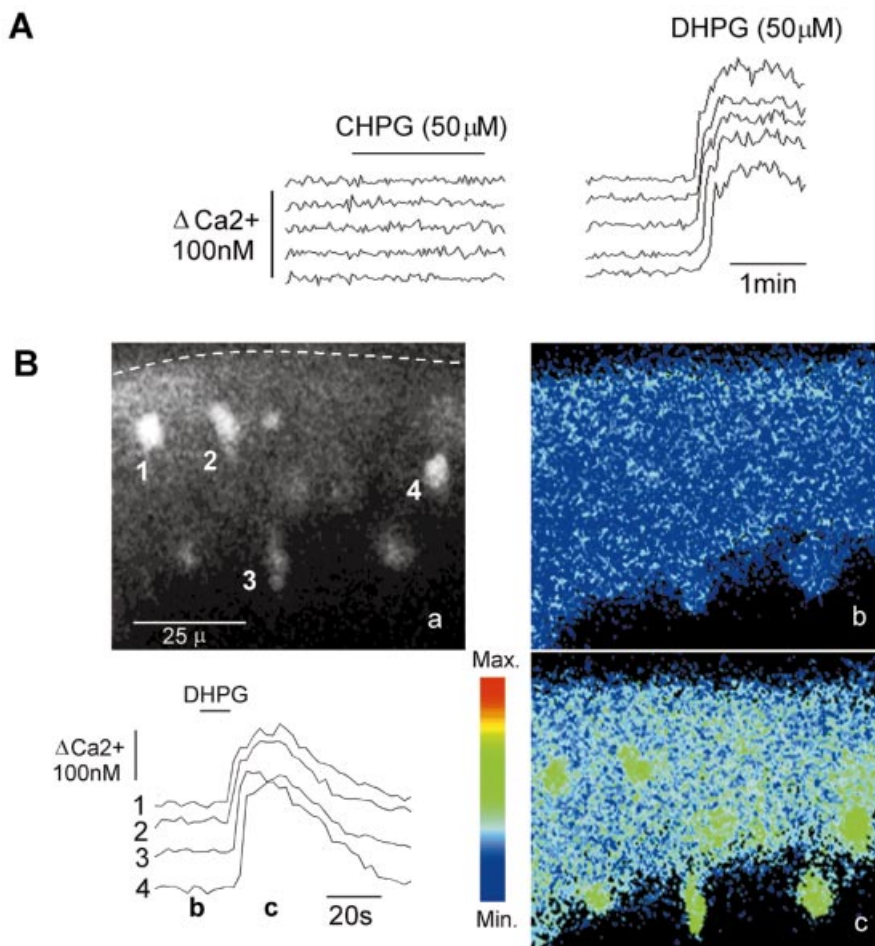 A
DHPG (50μM)
CHPG (50μM)
Δ Ca2+
100nM
1min
B
1
2
3
4
25 μ
a
b
DHPG
ΔCa2+
100nM
1
2
3
4
b
c
20s
Max.
Min.
c